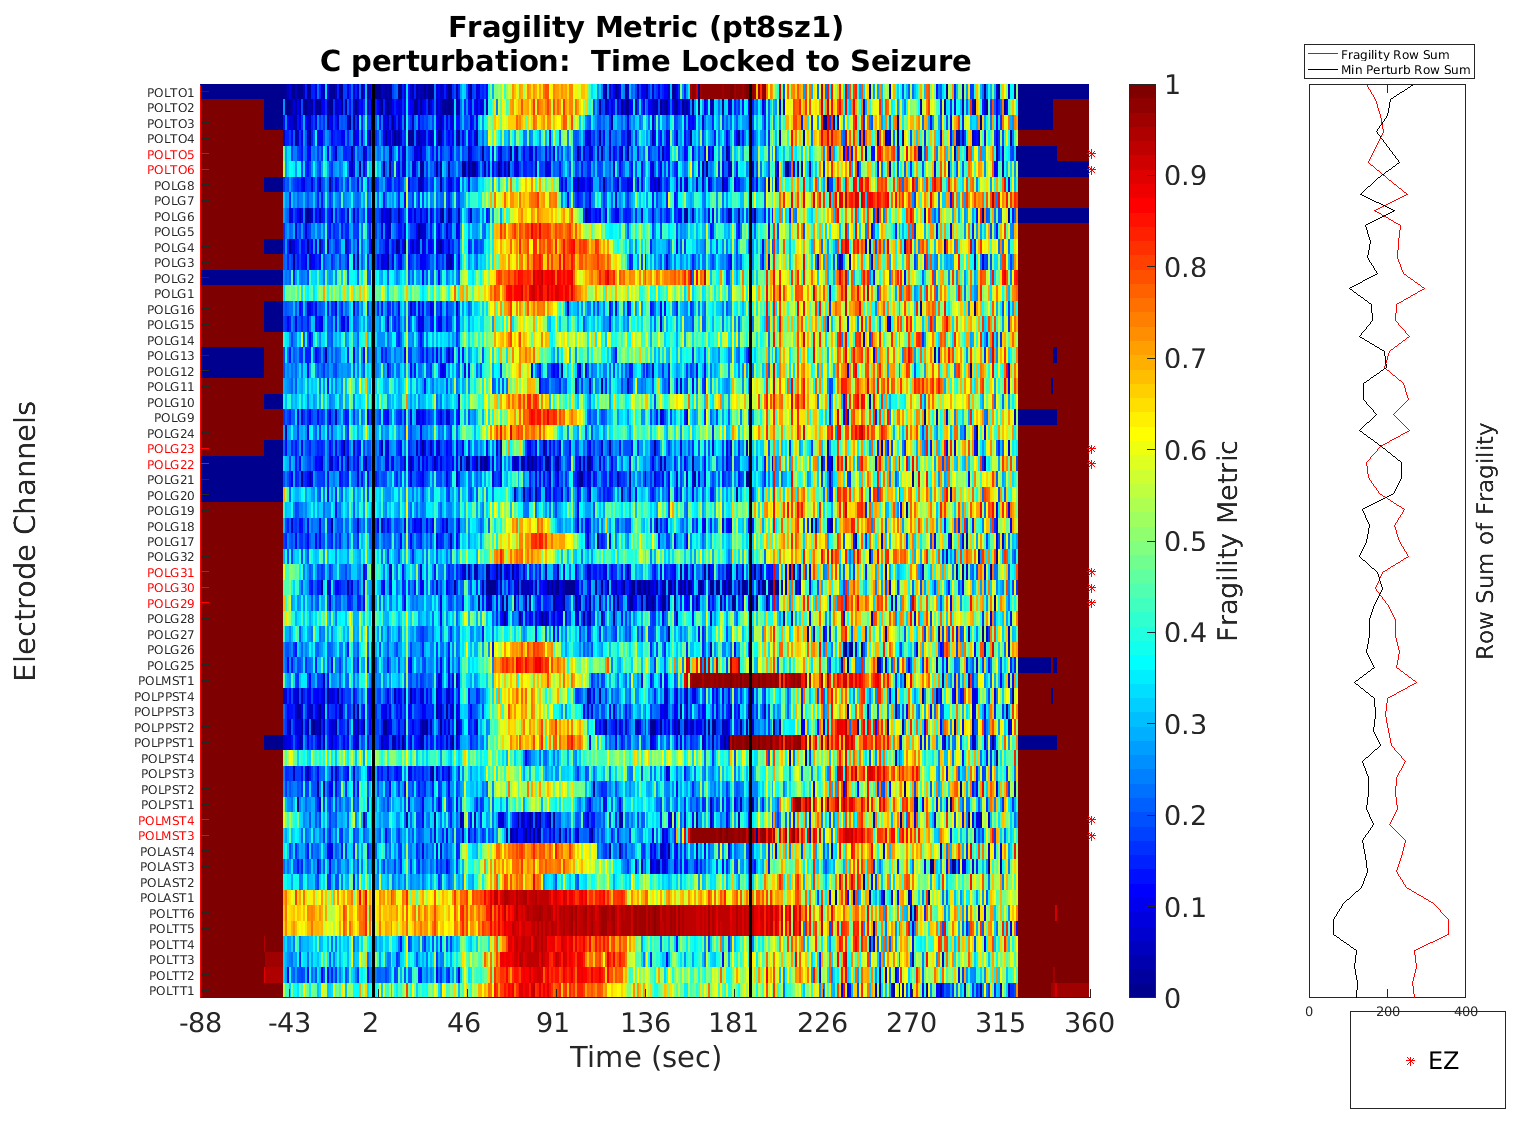 Fragility Metric (pt8sz1)
C perturbation:  Time Locked to Seizure
Fragility Row Sum
Min Perturb Row Sum
Electrode Channels
POLTO1
POLTO2
POLTO3
POLTO4
POLTO5
POLTO6
POLG8
POLG7
POLG6
POLG5
POLG4
POLG3
POLG2
POLG1
POLG16
POLG15
POLG14
POLG13
POLG12
POLG11
POLG10
POLG9
POLG24
POLG23
POLG22
POLG21
POLG20
POLG19
POLG18
POLG17
POLG32
POLG31
POLG30
POLG29
POLG28
POLG27
POLG26
POLG25
POLMST1
POLPPST4
POLPPST3
POLPPST2
POLPPST1
POLPST4
POLPST3
POLPST2
POLPST1
POLMST4
POLMST3
POLAST4
POLAST3
POLAST2
POLAST1
POLTT6
POLTT5
POLTT4
POLTT3
POLTT2
POLTT1
-88 -43 2 46 91 136 181 226 270 315 360
Time (sec)
1
0.9
0.8
0.7
0.6
0.5
0.4
0.3
0.2
0.1
0
Fragility Metric
0 200 400
Row Sum of Fragility
EZ